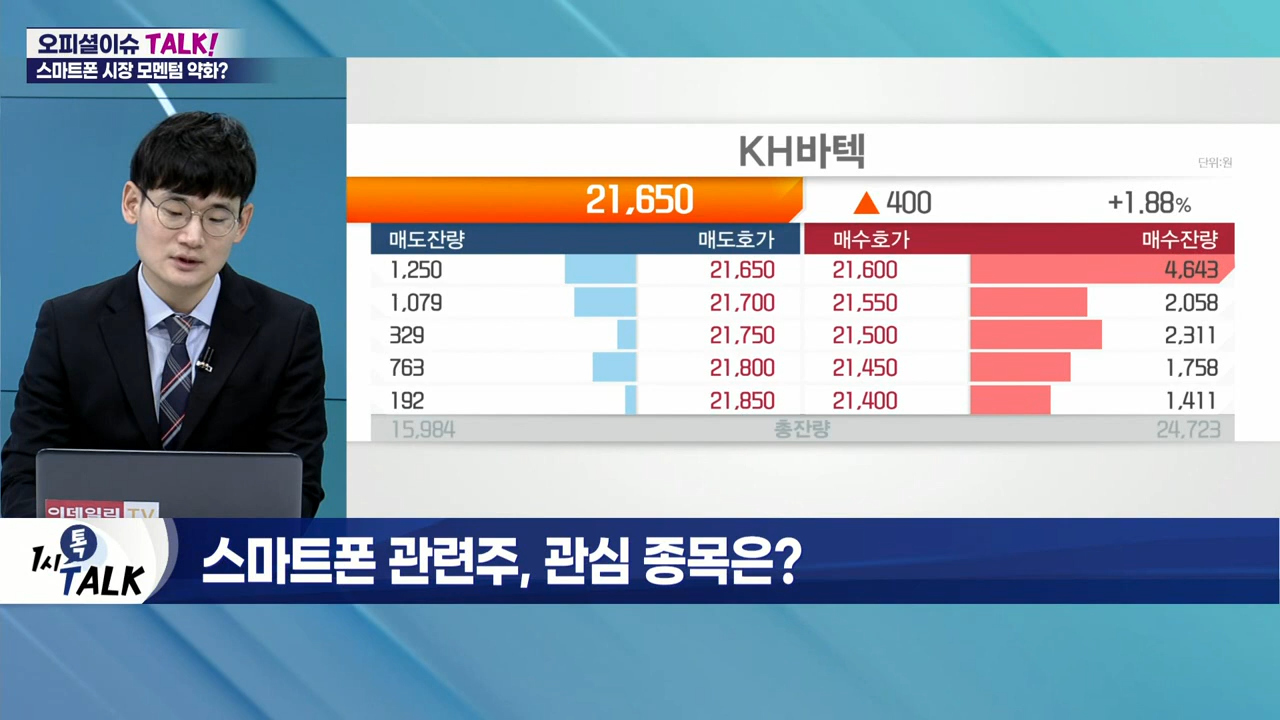 오피셜이슈 TALK!
스마트폰 시장 모멘텀 약화?
KH바텍
단위:원
21,650 ▲ 400 +1.88%
매도잔량 매도호가 매수호가 매수잔량
1,250 21,650 21,600 4,643
1,079 21,700 21,550 2,058
329 21,750 21,500 2,311
763 21,800 21,450 1,758
192 21,850 21,400 1,411
15,984 총잔량 24,723
이데일리 TV
1시 톡 TALK
스마트폰 관련주, 관심 종목은?